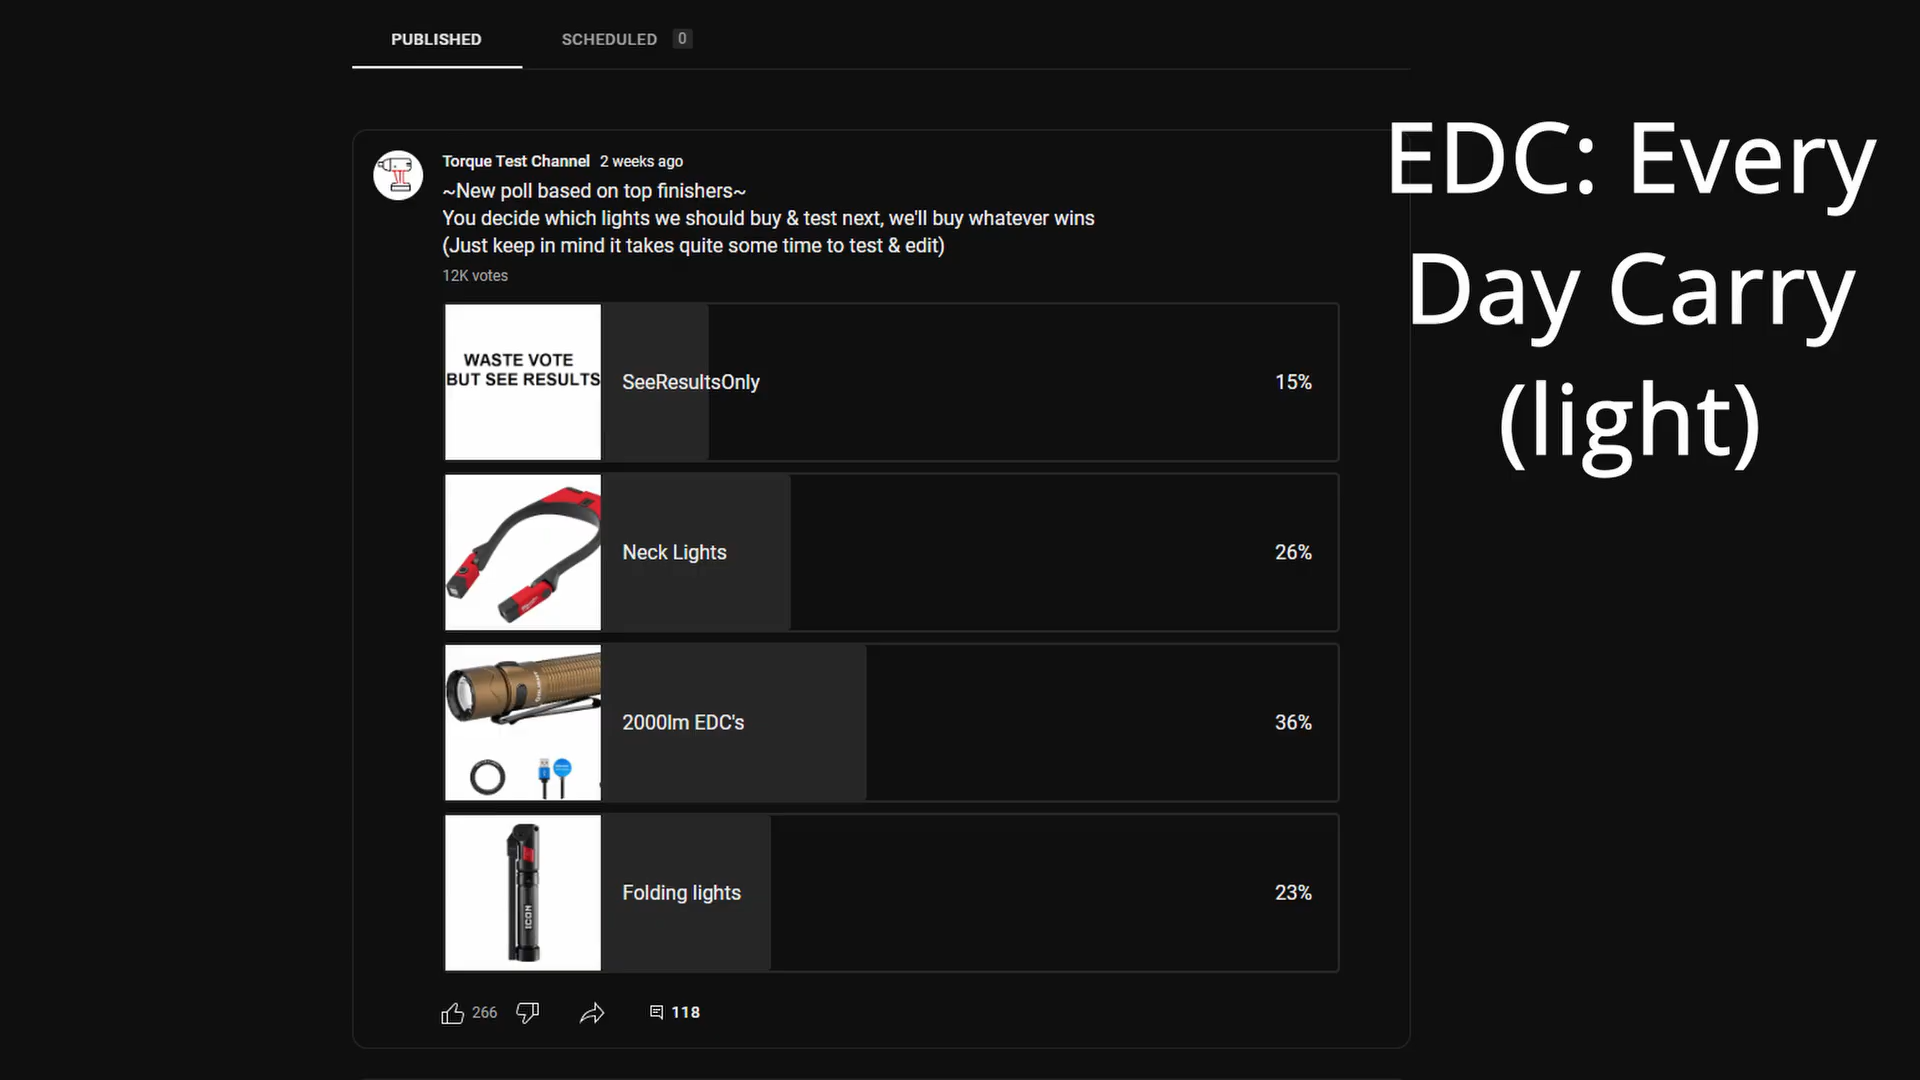 PUBLISHED
SCHEDULED 0
Torque Test Channel 2 weeks ago
~New poll based on top finishers~
You decide which lights we should buy & test next, we'll buy whatever wins
(Just keep in mind it takes quite some time to test & edit)
12K votes
WASTE VOTE
BUT SEE RESULTS
SeeResultsOnly 15%
Neck Lights 26%
2000lm EDC's 36%
ICON
Folding lights 23%
266
118
EDC: Every
Day Carry
(light)